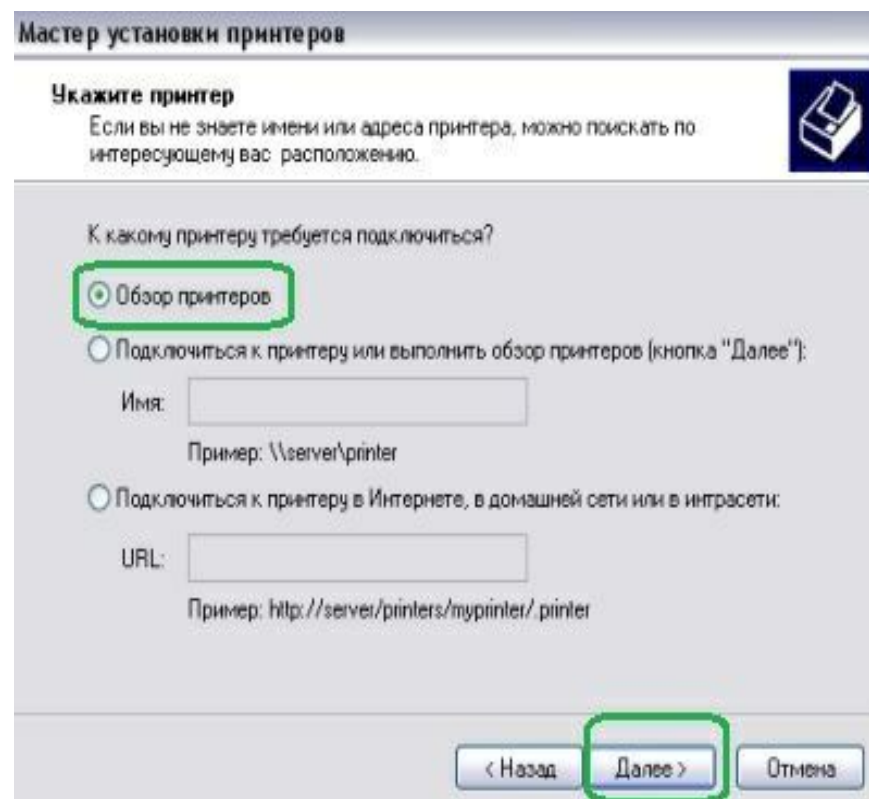 Мастер установки принтеров
Укажите принтер
Если вы не знаете имени или адреса принтера, можно поискать по
интересующему вас расположению.
К какому принтеру требуется подключиться?
Обзор принтеров
Подключиться к принтеру или выполнить обзор принтеров (кнопка "Далее"):
Имя:
Пример: \\server\printer
Подключиться к принтеру в Интернете, в домашней сети или в интрасети:
URL:
Пример: http://server/printers/myprinter/.printer
< Назад
Далее >
Отмена